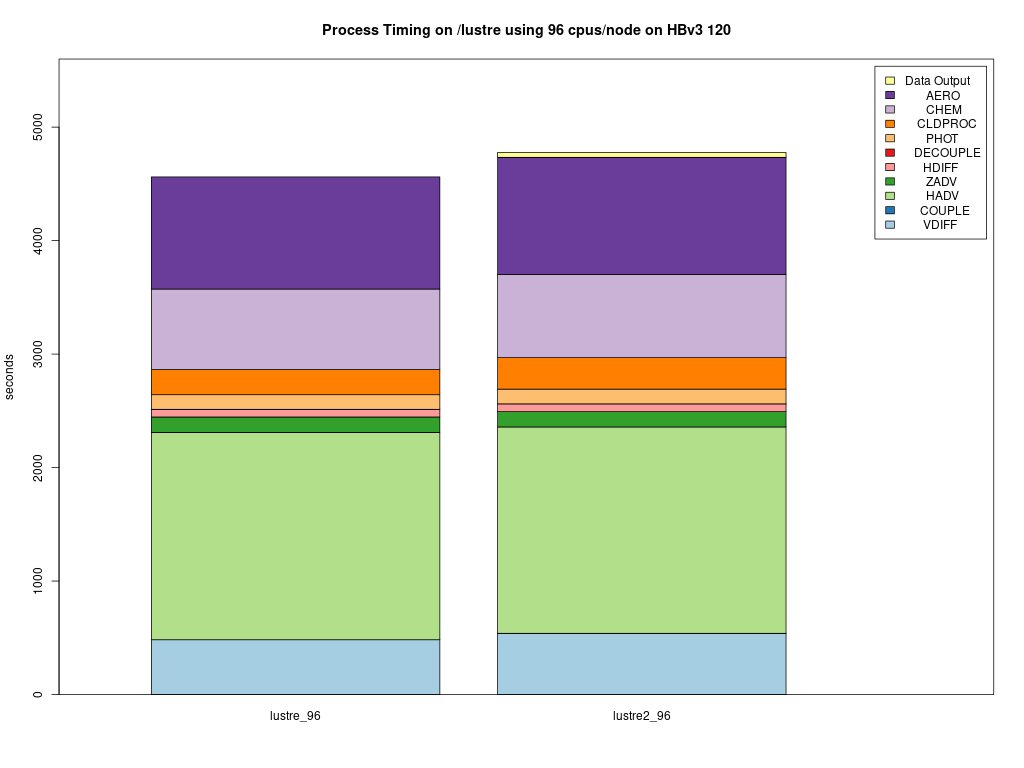 Process Timing on /lustre using 96 cpus/node on HBv3 120
Data Output
AERO
CHEM
CLDPROC
PHOT
DECOUPLE
HDIFF
ZADV
HADV
COUPLE
VDIFF
seconds
5000
4000
3000
2000
1000
0
lustre_96
lustre2_96